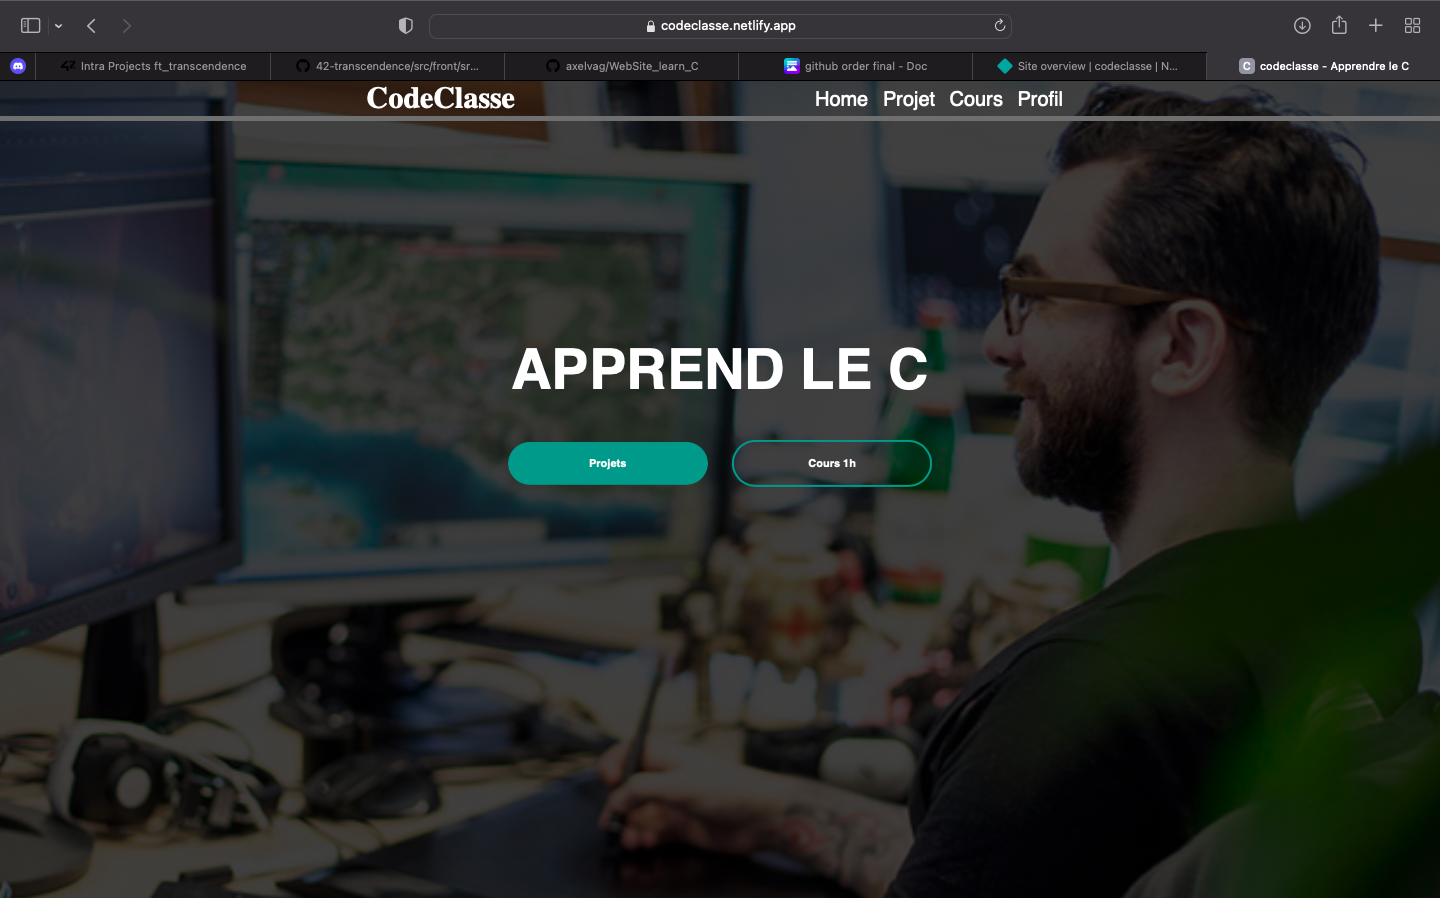 codeclasse.netlify.app
Intra Projects ft_transcendence
42-transcendence/src/front/sr...
axelvag/WebSite_learn_C
github order final - Doc
Site overview | codeclasse | N...
C codeclasse - Apprendre le C
CodeClasse
Home Projet Cours Profil
APPREND LE C
Projets
Cours 1h